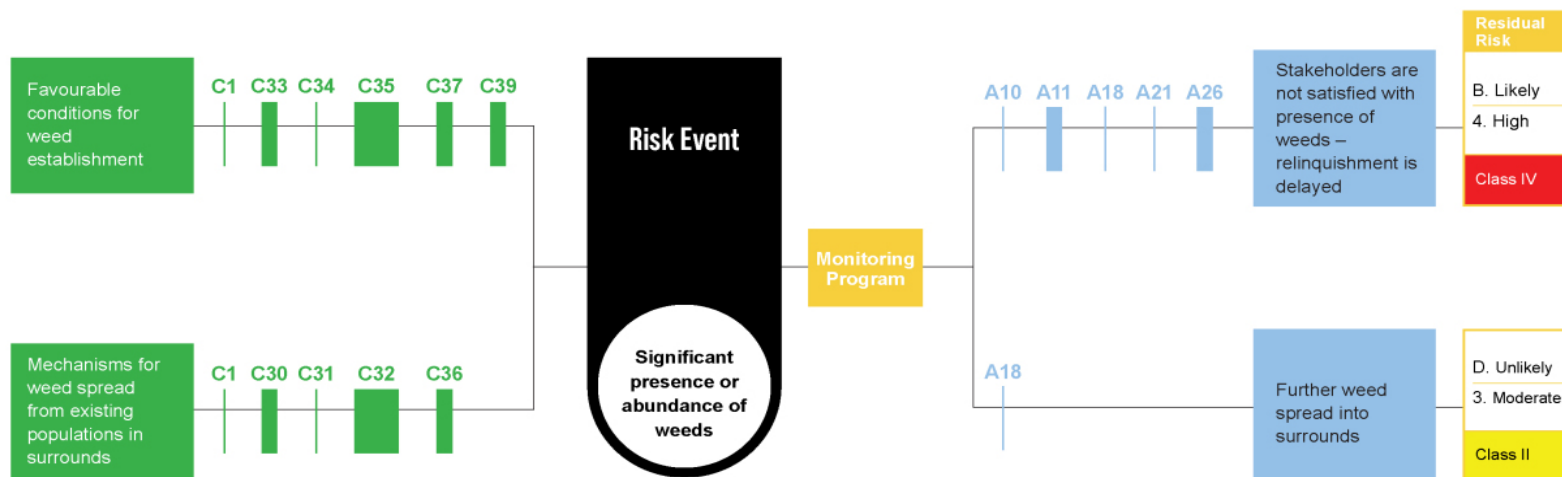 Favourable
conditions for
weed
establishment
C1 C33 C34 C35 C37 C39
Mechanisms for
weed spread
from existing
populations in
surrounds
C1 C30 C31 C32 C36
Risk Event
Significant
presence or
abundance of
weeds
Monitoring
Program
A10 A11 A18 A21 A26
Stakeholders are
not satisfied with
presence of
weeds –
relinquishment is
delayed
Residual
Risk
B. Likely
4. High
Class IV
A18
Further weed
spread into
surrounds
D. Unlikely
3. Moderate
Class II